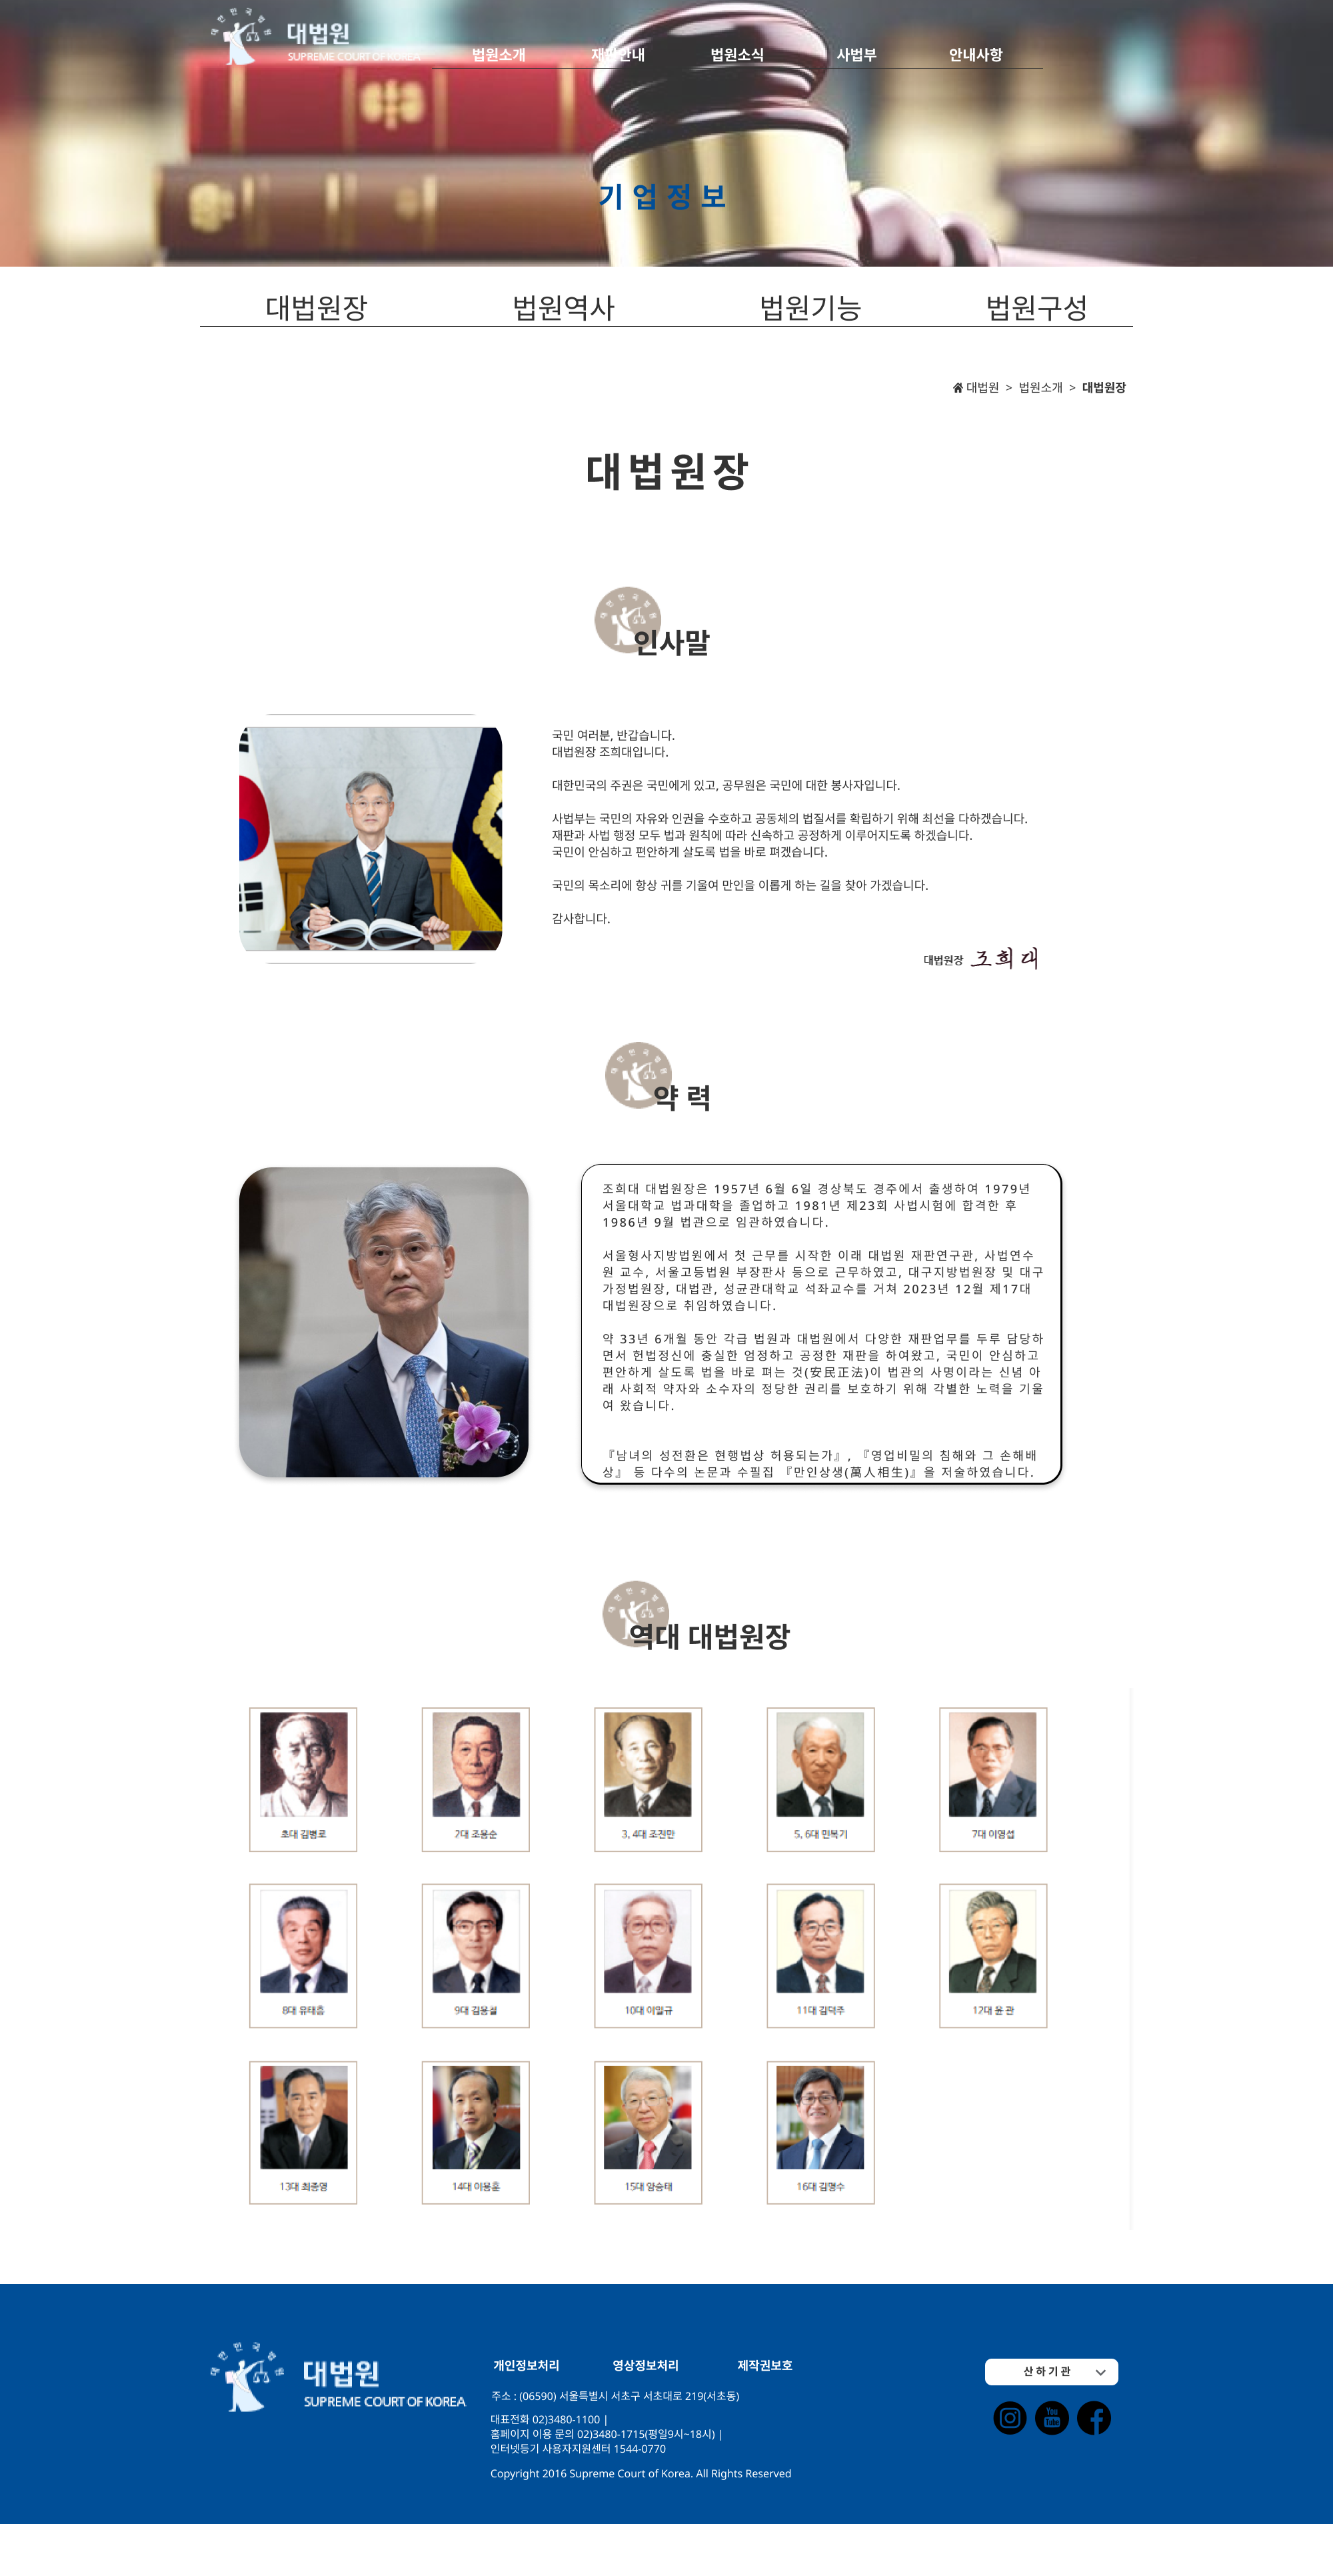 대한민국법원
대법원
SUPREME COURT OF KOREA
법원소개 재판안내 법원소식 사법부 안내사항
기업정보
대법원장 법원역사 법원기능 법원구성
대법원 > 법원소개 > 대법원장
대법원장
인사말
국민 여러분, 반갑습니다.
대법원장 조희대입니다.
대한민국의 주권은 국민에게 있고, 공무원은 국민에 대한 봉사자입니다.
사법부는 국민의 자유와 인권을 수호하고 공동체의 법질서를 확립하기 위해 최선을 다하겠습니다.
재판과 사법 행정 모두 법과 원칙에 따라 신속하고 공정하게 이루어지도록 하겠습니다.
국민이 안심하고 편안하게 살도록 법을 바로 펴겠습니다.
국민의 목소리에 항상 귀를 기울여 만인을 이롭게 하는 길을 찾아 가겠습니다.
감사합니다.
대법원장 조희대
약 력
조희대 대법원장은 1957년 6월 6일 경상북도 경주에서 출생하여 1979년
서울대학교 법과대학을 졸업하고 1981년 제23회 사법시험에 합격한 후
1986년 9월 법관으로 임관하였습니다.
서울형사지방법원에서 첫 근무를 시작한 이래 대법원 재판연구관, 사법연수
원 교수, 서울고등법원 부장판사 등으로 근무하였고, 대구지방법원장 및 대구
가정법원장, 대법관, 성균관대학교 석좌교수를 거쳐 2023년 12월 제17대
대법원장으로 취임하였습니다.
약 33년 6개월 동안 각급 법원과 대법원에서 다양한 재판업무를 두루 담당하
면서 헌법정신에 충실한 엄정하고 공정한 재판을 하여왔고, 국민이 안심하고
편안하게 살도록 법을 바로 펴는 것(安民正法)이 법관의 사명이라는 신념 아
래 사회적 약자와 소수자의 정당한 권리를 보호하기 위해 각별한 노력을 기울
여 왔습니다.
『남녀의 성전환은 현행법상 허용되는가』, 『영업비밀의 침해와 그 손해배
상』 등 다수의 논문과 수필집 『만인상생(萬人相生)』을 저술하였습니다.
역대 대법원장
초대 김병로 2대 조용순 3, 4대 조진만 5, 6대 민복기 7대 이영섭
8대 유태흥 9대 김용철 10대 이일규 11대 김덕주 12대 윤 관
13대 최종영 14대 이용훈 15대 양승태 16대 김명수
대한민국법원
대법원
SUPREME COURT OF KOREA
개인정보처리 영상정보처리 제작권보호
주소 : (06590) 서울특별시 서초구 서초대로 219(서초동)
대표전화 02)3480-1100 |
홈페이지 이용 문의 02)3480-1715(평일9시~18시) |
인터넷등기 사용자지원센터 1544-0770
Copyright 2016 Supreme Court of Korea. All Rights Reserved
산하기관
You
Tube